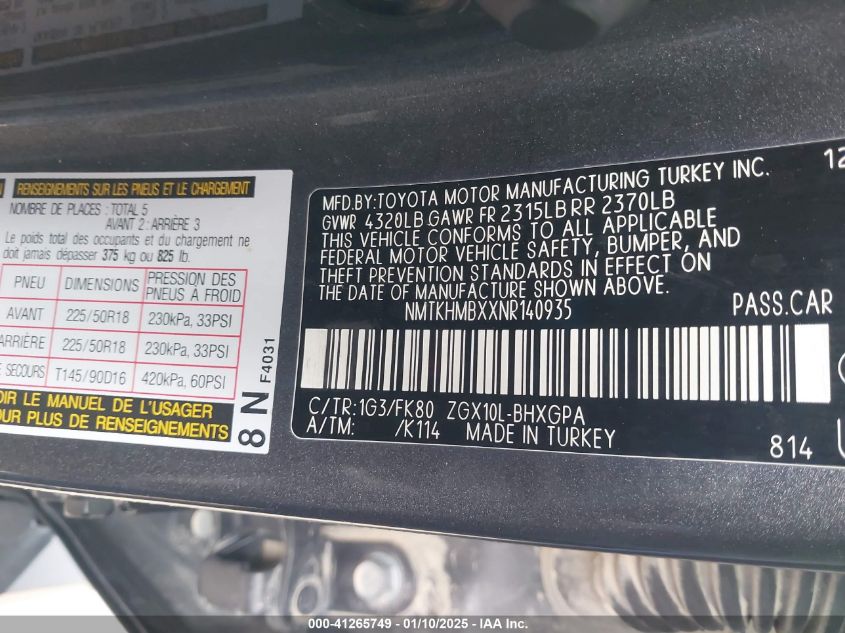 RENSEIGNEMENTS SUR LES PNEUS ET LE CHARGEMENT
NOMBRE DE PLACES : TOTAL 5
AVANT 2 : ARRIÈRE 3
Le poids total des occupants et du chargement ne
doit jamais dépasser 375 kg ou 825 lb.
PNEU DIMENSIONS PRESSION DES PNEUS À FROID
AVANT 225/50R18 230kPa, 33PSI
ARRIÈRE 225/50R18 230kPa, 33PSI
SECOURS T145/90D16 420kPa, 60PSI
LE MANUEL DE L'USAGER
POUR PLUS DE RENSEIGNEMENTS
8 N F4031
MFD.BY:TOYOTA MOTOR MANUFACTURING TURKEY INC. 12
GVWR 4320LB GAWR FR 2315LB RR 2370LB
THIS VEHICLE CONFORMS TO ALL APPLICABLE
FEDERAL MOTOR VEHICLE SAFETY, BUMPER, AND
THEFT PREVENTION STANDARDS IN EFFECT ON
THE DATE OF MANUFACTURE SHOWN ABOVE.
NMTKHMBXXNR140935 PASS.CAR
C/TR:1G3/FK80 ZGX10L-BHXGPA
A/TM: /K114 MADE IN TURKEY
814
000-41265749 - 01/10/2025 - IAA Inc.